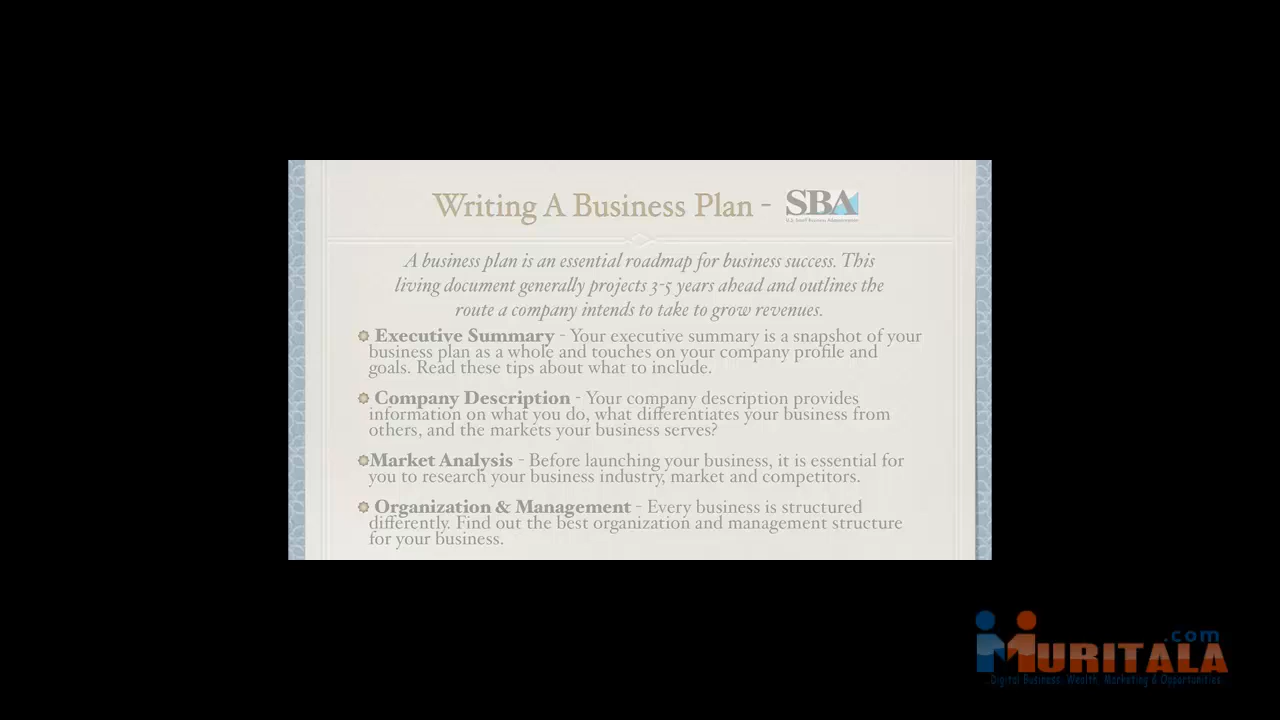 Writing A Business Plan - SBA
U.S. Small Business Administration
A business plan is an essential roadmap for business success. This
living document generally projects 3-5 years ahead and outlines the
route a company intends to take to grow revenues.
Executive Summary - Your executive summary is a snapshot of your
business plan as a whole and touches on your company profile and
goals. Read these tips about what to include.
Company Description - Your company description provides
information on what you do, what differentiates your business from
others, and the markets your business serves?
Market Analysis - Before launching your business, it is essential for
you to research your business industry, market and competitors.
Organization & Management - Every business is structured
differently. Find out the best organization and management structure
for your business.
.com
MURITALA
Digital Business, Wealth, Marketing & Opportunities